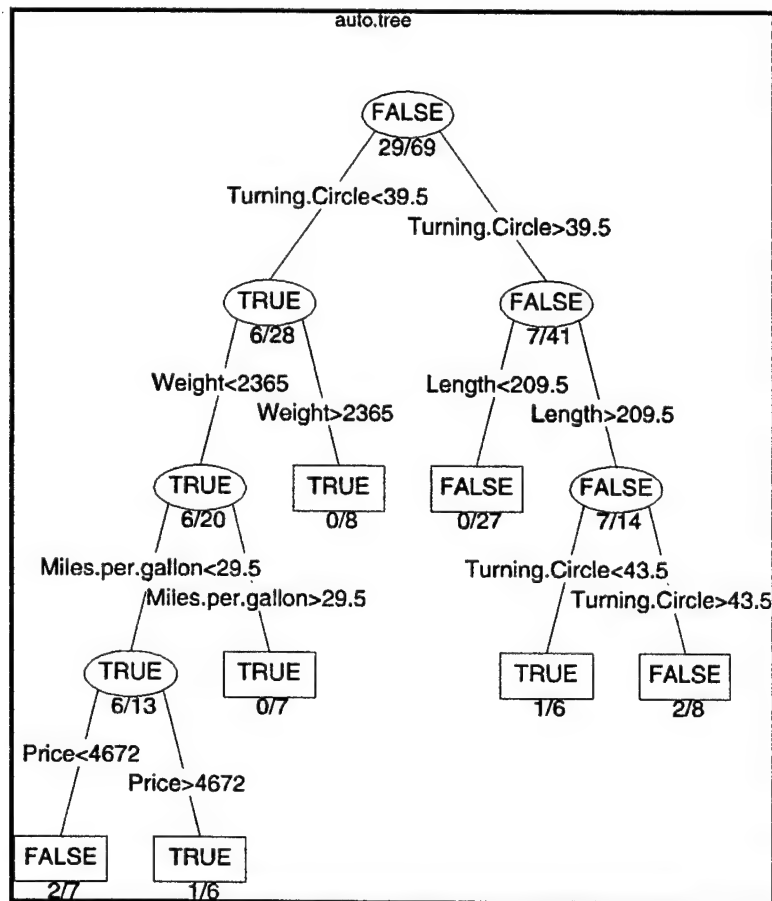 auto.tree
FALSE
29/69
Turning.Circle<39.5
Turning.Circle>39.5
TRUE
6/28
FALSE
7/41
Weight<2365
Weight>2365
Length<209.5
Length>209.5
TRUE
6/20
TRUE
0/8
FALSE
0/27
FALSE
7/14
Miles.per.gallon<29.5
Miles.per.gallon>29.5
Turning.Circle<43.5
Turning.Circle>43.5
TRUE
6/13
TRUE
0/7
TRUE
1/6
FALSE
2/8
Price<4672
Price>4672
FALSE
2/7
TRUE
1/6